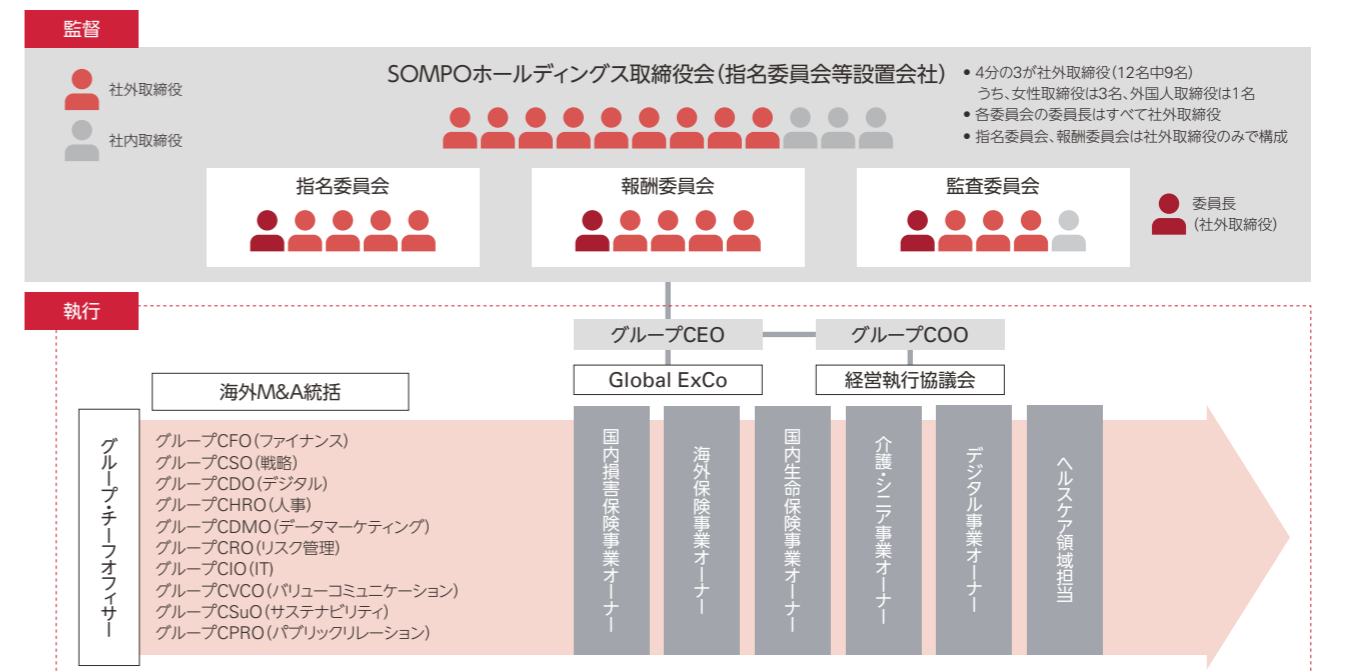 監督
社外取締役
社内取締役
SOMPOホールディングス取締役会(指名委員会等設置会社)
• 4分の3が社外取締役(12名中9名)
うち、女性取締役は3名、外国人取締役は1名
• 各委員会の委員長はすべて社外取締役
• 指名委員会、報酬委員会は社外取締役のみで構成
指名委員会
報酬委員会
監査委員会
委員長
(社外取締役)
執行
グループCEO
グループCOO
Global ExCo
経営執行協議会
海外M&A統括
グループ・チーフオフィサー
グループCFO(ファイナンス)
グループCSO(戦略)
グループCDO(デジタル)
グループCHRO(人事)
グループCDMO(データマーケティング)
グループCRO(リスク管理)
グループCIO(IT)
グループCVCO(バリューコミュニケーション)
グループCSuO(サステナビリティ)
グループCPRO(パブリックリレーション)
国内損害保険事業オーナー
海外保険事業オーナー
国内生命保険事業オーナー
介護・シニア事業オーナー
デジタル事業オーナー
ヘルスケア領域担当